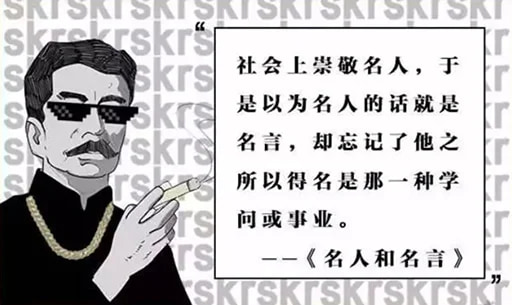 skrskrskrskrskr
“
社会上崇敬名人，于
是以为名人的话就是
名言，却忘记了他之
所以得名是那一种学
问或事业。
——《名人和名言》
”